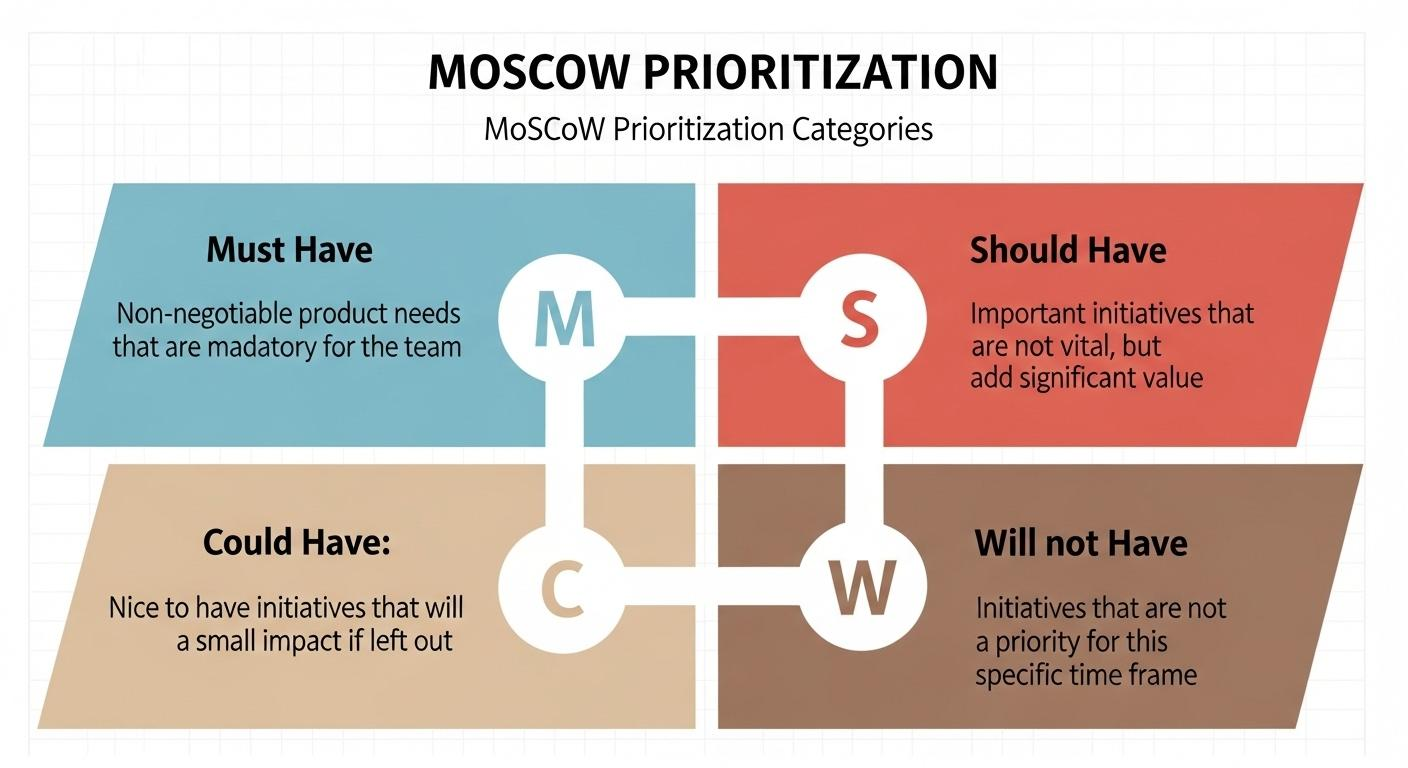 MOSCOW PRIORITIZATION
MoSCoW Prioritization Categories
Must Have
Non-negotiable product needs
that are madatory for the team
M
S
Should Have
Important initiatives that
are not vital, but
add significant value
Could Have:
Nice to have initiatives that will
a small impact if left out
C
W
Will not Have
Initiatives that are not
a priority for this
specific time frame